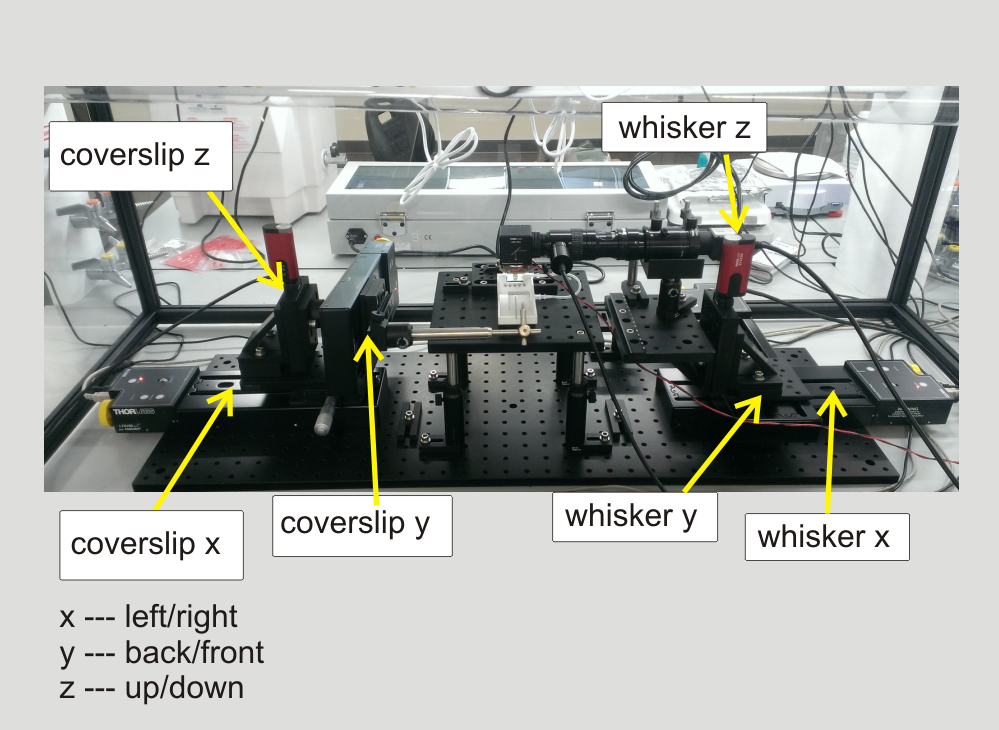 whisker z
coverslip z
THORLABS
coverslip y
whisker y
coverslip x
whisker x
x --- left/right
y --- back/front
z --- up/down